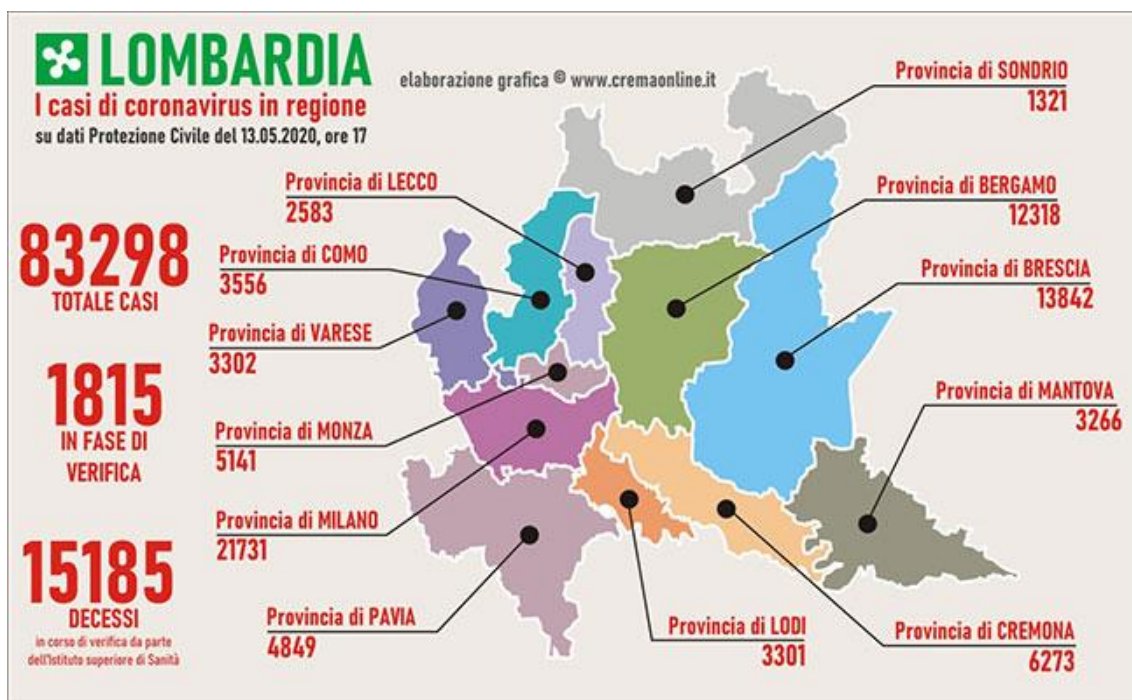 LOMBARDIA
I casi di coronavirus in regione
su dati Protezione Civile del 13.05.2020, ore 17
elaborazione grafica © www.cremaonline.it
Provincia di SONDRIO
1321
Provincia di LECCO
2583
Provincia di BERGAMO
12318
83298
TOTALE CASI
Provincia di COMO
3556
Provincia di BRESCIA
13842
Provincia di VARESE
3302
1815
IN FASE DI
VERIFICA
Provincia di MANTOVA
3266
Provincia di MONZA
5141
Provincia di MILANO
21731
15185
DECESSI
in corso di verifica da parte
dell'Istituto superiore di Sanità
Provincia di PAVIA
4849
Provincia di LODI
3301
Provincia di CREMONA
6273